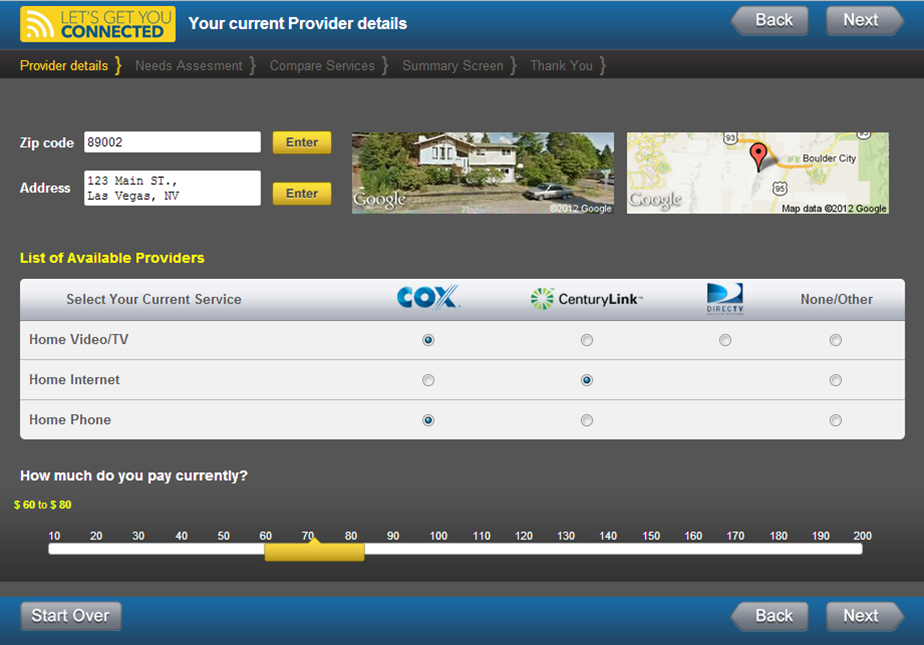 LET'S GET YOU
CONNECTED
Your current Provider details
Back
Next
Provider details } Needs Assesment } Compare Services } Summary Screen } Thank You }
Zip code
89002
Enter
Address
123 Main ST.,
Las Vegas, NV
Enter
Google
©2012 Google
93
93
Boulder City
95
Google
Map data ©2012 Google
List of Available Providers
Select Your Current Service
COX
CenturyLink™
DIRECTV
None/Other
Home Video/TV
Home Internet
Home Phone
How much do you pay currently?
$ 60 to $ 80
10 20 30 40 50 60 70 80 90 100 110 120 130 140 150 160 170 180 190 200
Start Over
Back
Next